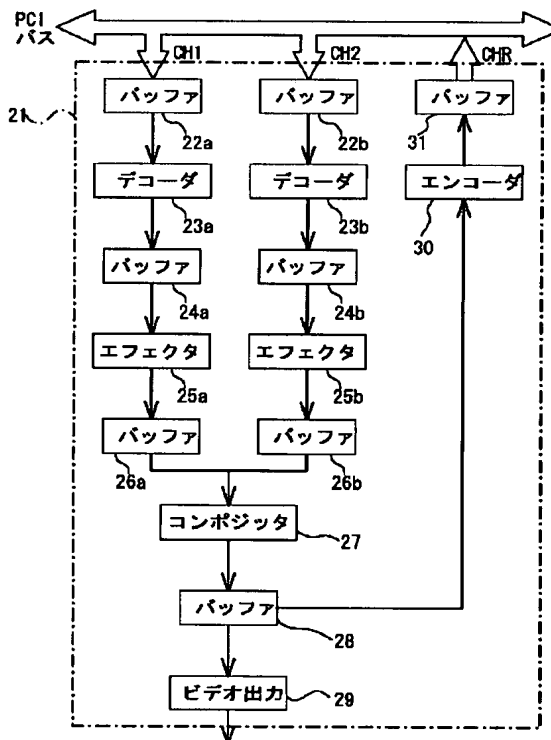 PCI
バス
CH1
CH2
CHR
21
バッファ
バッファ
バッファ
22a
22b
31
デコーダ
デコーダ
エンコーダ
23a
23b
30
バッファ
バッファ
24a
24b
エフェクタ
エフェクタ
25a
25b
バッファ
バッファ
26a
26b
コンポジッタ
27
バッファ
28
ビデオ出力
29